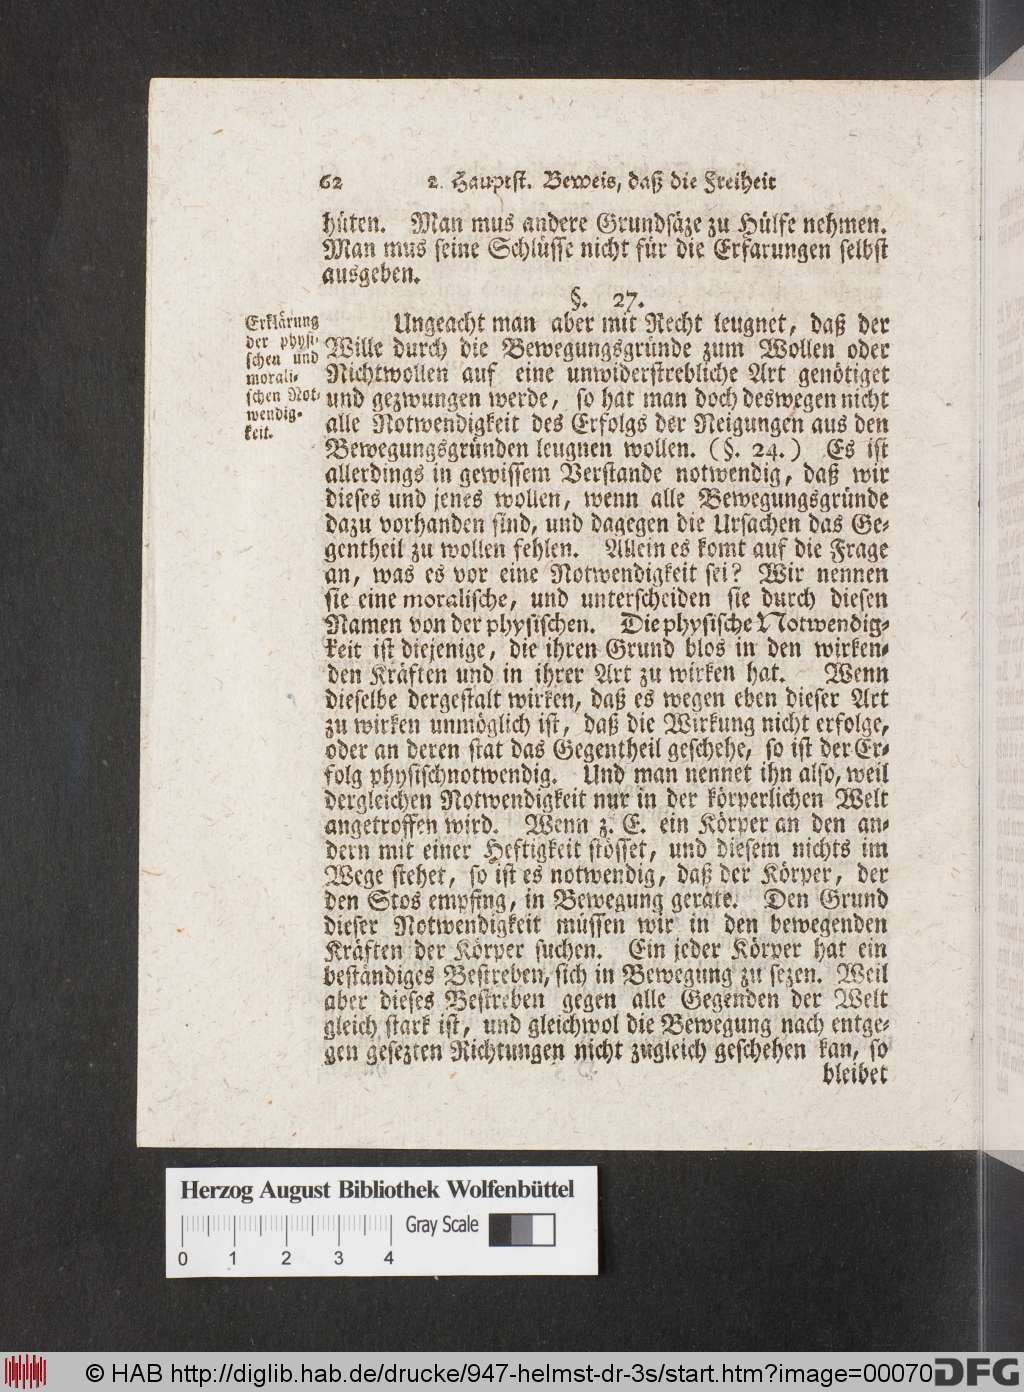 62 2. Hauptst. Beweis, daß die Freiheit
hüten. Man mus andere Grundsäze zu Hülfe nehmen.
Man mus seine Schlüsse nicht für die Erfarungen selbst
ausgeben.
§. 27.
Erklärung
der physi-
schen und
morali-
schen Not-
wendig-
keit.
Ungeacht man aber mit Recht leugnet, daß der
Wille durch die Bewegungsgründe zum Wollen oder
Nichtwollen auf eine unwiderstrebliche Art genötiget
und gezwungen werde, so hat man doch deswegen nicht
alle Notwendigkeit des Erfolgs der Neigungen aus den
Bewegungsgründen leugnen wollen. (§. 24.) Es ist
allerdings in gewissem Verstande notwendig, daß wir
dieses und jenes wollen, wenn alle Bewegungsgründe
dazu vorhanden sind, und dagegen die Ursachen das Ge-
gentheil zu wollen fehlen. Allein es komt auf die Frage
an, was es vor eine Notwendigkeit sei? Wir nennen
sie eine moralische, und unterscheiden sie durch diesen
Namen von der physischen. Die physische Notwendig-
keit ist diejenige, die ihren Grund blos in den wirken-
den Kräften und in ihrer Art zu wirken hat. Wenn
dieselbe dergestalt wirken, daß es wegen eben dieser Art
zu wirken unmöglich ist, daß die Wirkung nicht erfolge,
oder an deren stat das Gegentheil geschehe, so ist der Er-
folg physischnotwendig. Und man nennet ihn also, weil
dergleichen Notwendigkeit nur in der körperlichen Welt
angetroffen wird. Wenn z. E. ein Körper an den an-
dern mit einer Heftigkeit stösset, und diesem nichts im
Wege stehet, so ist es notwendig, daß der Körper, der
den Stos empfing, in Bewegung gerate. Den Grund
dieser Notwendigkeit müssen wir in den bewegenden
Kräften der Körper suchen. Ein jeder Körper hat ein
beständiges Bestreben, sich in Bewegung zu sezen. Weil
aber dieses Bestreben gegen alle Gegenden der Welt
gleich stark ist, und gleichwol die Bewegung nach entge-
gen gesezten Richtungen nicht zugleich geschehen kan, so
bleibet
Herzog August Bibliothek Wolfenbüttel
Gray Scale
0 1 2 3 4
© HAB http://diglib.hab.de/drucke/947-helmst-dr-3s/start.htm?image=00070
DFG